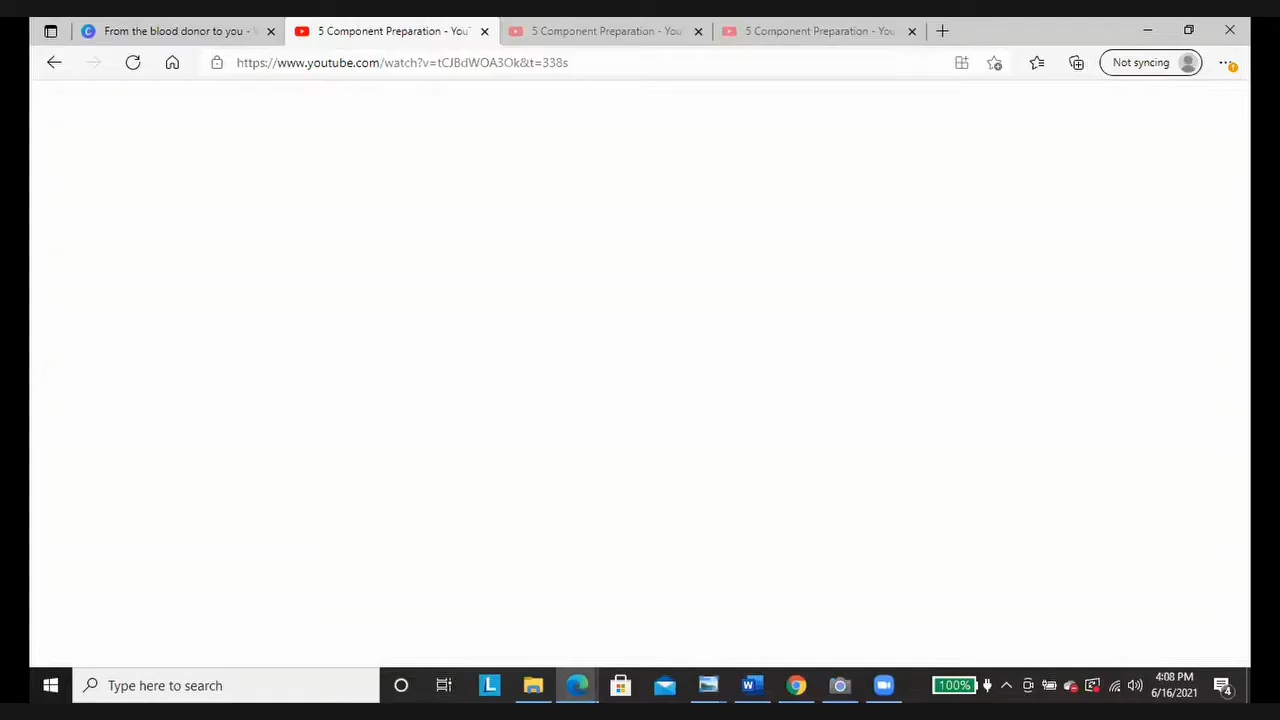 From the blood donor to you -
5 Component Preparation - You
5 Component Preparation - You
5 Component Preparation - You
https://www.youtube.com/watch?v=tCJBdWOA3Ok&t=338s
Not syncing
Type here to search
100%
4:08 PM
6/16/2021
4